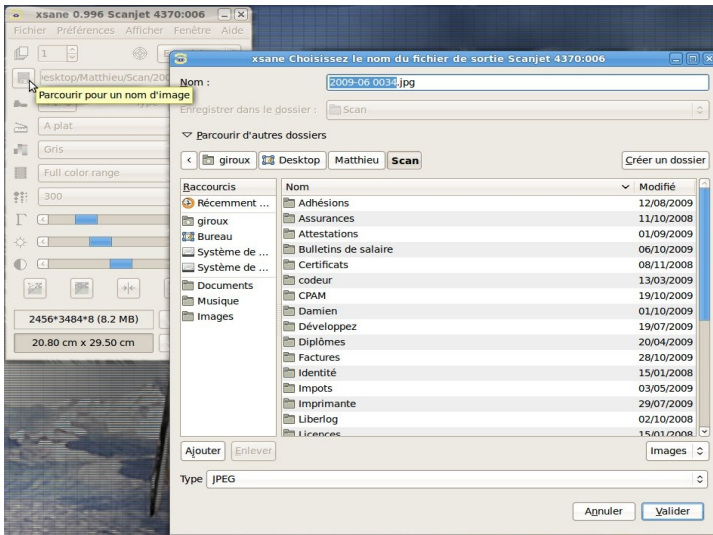 xsane 0.996 Scanjet 4370:006
Fichier Préférences Afficher Fenêtre Aide
1
esktop/Matthieu/Scan/200
Parcourir pour un nom d'image
A plat
Gris
Full color range
300
2456*3484*8 (8.2 MB)
20.80 cm x 29.50 cm
xsane Choisissez le nom du fichier de sortie Scanjet 4370:006
Nom : 2009-06 0034.jpg
Enregistrer dans le dossier : Scan
Parcourir d'autres dossiers
giroux Desktop Matthieu Scan Créer un dossier
Raccourcis
Récemment ...
giroux
Bureau
Système de ...
Système de ...
Documents
Musique
Images
Nom Modifié
Adhésions 12/08/2009
Assurances 11/10/2008
Attestations 01/09/2009
Bulletins de salaire 06/10/2009
Certificats 08/11/2008
codeur 13/03/2009
CPAM 19/10/2009
Damien 01/10/2009
Développez 19/07/2009
Diplômes 20/04/2009
Factures 28/10/2009
Identité 15/01/2008
Impots 03/05/2009
Imprimante 29/07/2009
Liberlog 02/10/2008
Licences 15/01/2008
Ajouter Enlever Images
Type JPEG
Annuler Valider